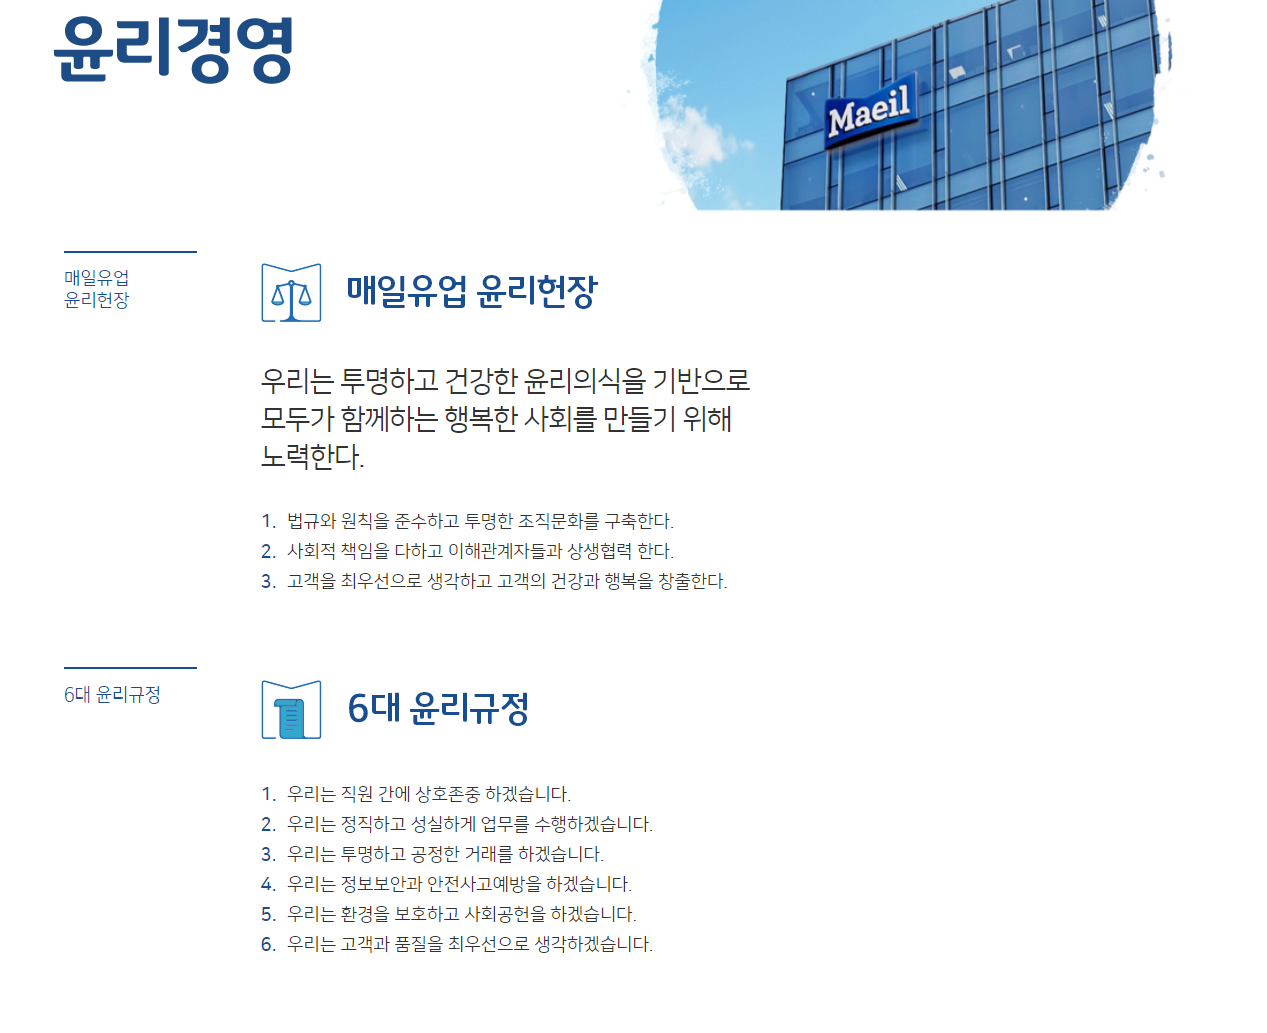 윤리경영
Maeil
매일유업
윤리헌장
매일유업 윤리헌장
우리는 투명하고 건강한 윤리의식을 기반으로
모두가 함께하는 행복한 사회를 만들기 위해
노력한다.
1. 법규와 원칙을 준수하고 투명한 조직문화를 구축한다.
2. 사회적 책임을 다하고 이해관계자들과 상생협력 한다.
3. 고객을 최우선으로 생각하고 고객의 건강과 행복을 창출한다.
6대 윤리규정
6대 윤리규정
1. 우리는 직원 간에 상호존중 하겠습니다.
2. 우리는 정직하고 성실하게 업무를 수행하겠습니다.
3. 우리는 투명하고 공정한 거래를 하겠습니다.
4. 우리는 정보보안과 안전사고예방을 하겠습니다.
5. 우리는 환경을 보호하고 사회공헌을 하겠습니다.
6. 우리는 고객과 품질을 최우선으로 생각하겠습니다.